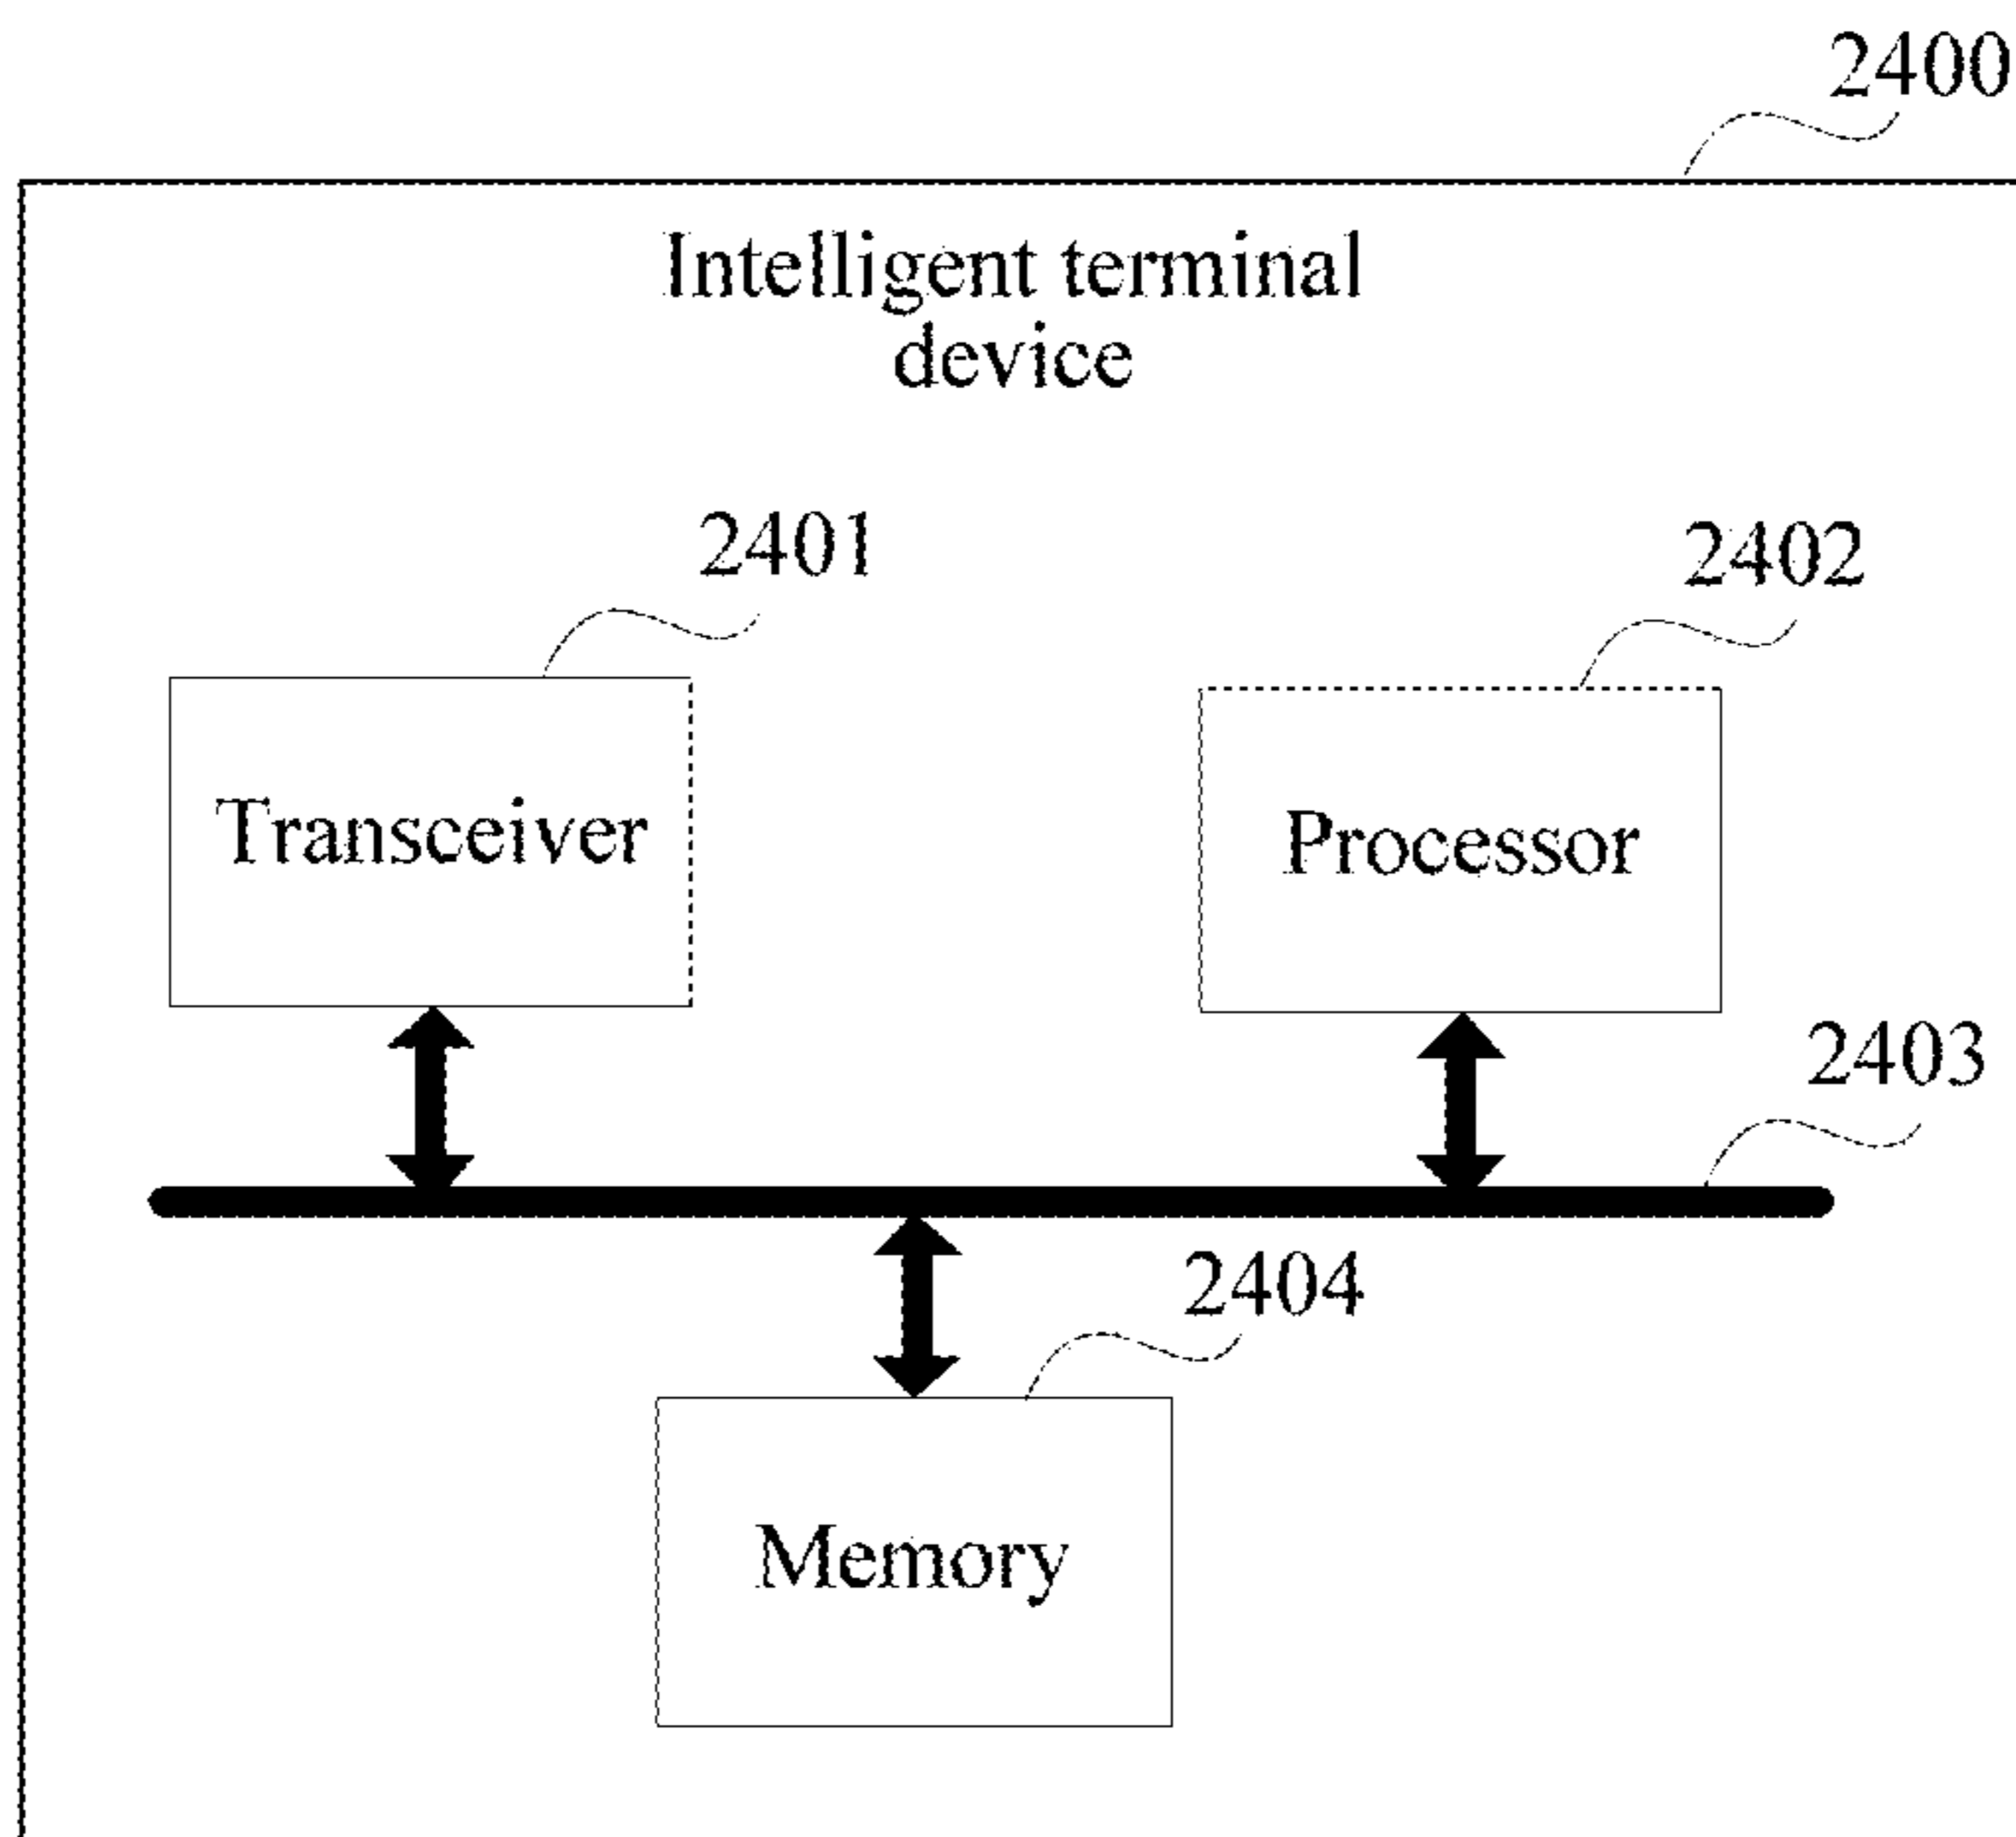 2400
Intelligent terminal
device
2401
2402
Transceiver
Processor
2403
2404
Memory